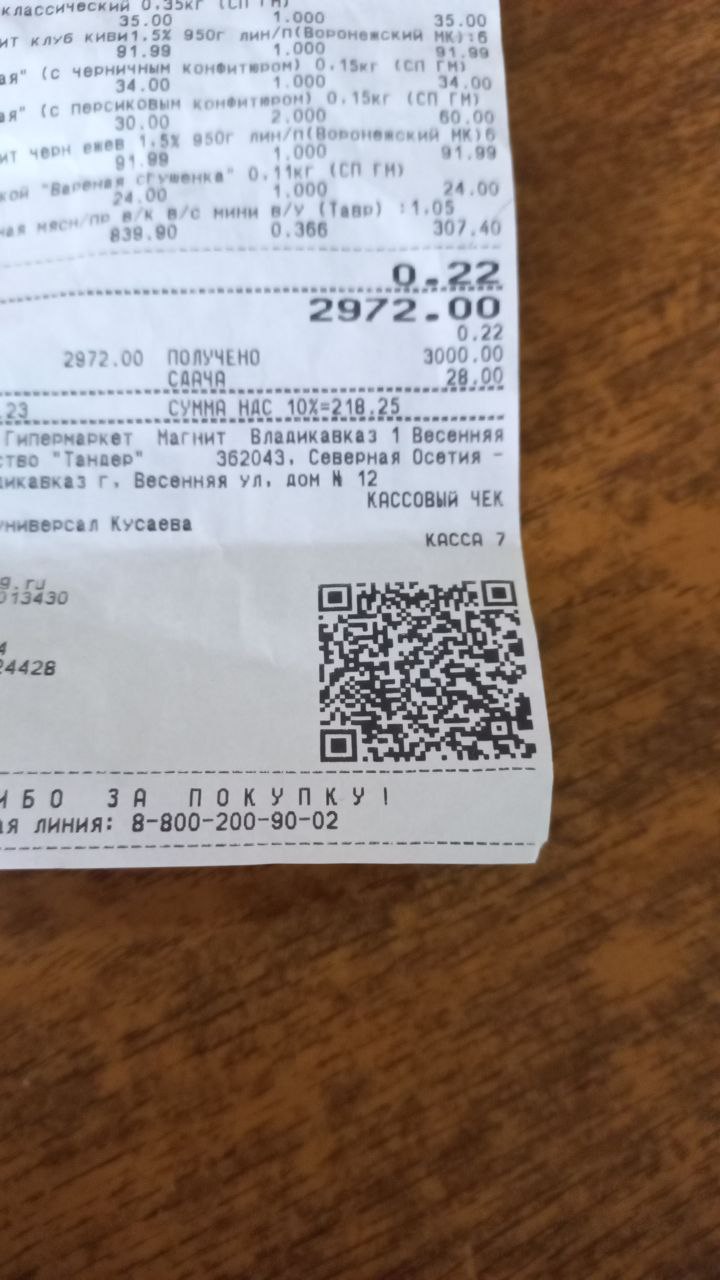 классический 0.35кг (СП ГМ)
35.00 1.000 35.00
ит клуб киви1.5% 950г лин/п(Воронежский МК):6
91.99 1.000 91.99
ая" (с черничным конфитюром) 0.15кг (СП ГМ)
34.00 1.000 34.00
ая" (с персиковым конфитюром) 0.15кг (СП ГМ)
30.00 2.000 60.00
ит черн ежев 1.5% 950г лин/п(Воронежский МК)6
91.99 1.000 91.99
кой "Вареная сгушенка" 0.11кг (СП ГМ)
24.00 1.000 24.00
ная мясн/пр в/к в/с мини в/у (Тавр) :1.05
839.90 0.366 307.40
0.22
2972.00
0.22
2972.00 ПОЛУЧЕНО 3000.00
СДАЧА 28.00
.23 СУММА НДС 10%=218.25
Гипермаркет Магнит Владикавказ 1 Весенняя
ство "Тандер" 362043, Северная Осетия -
дикавказ г, Весенняя ул, дом № 12
КАССОВЫЙ ЧЕК
универсал Кусаева
КАССА 7
g.ru
013430
4
24428
ИБО ЗА ПОКУПКУ!
ая линия: 8-800-200-90-02